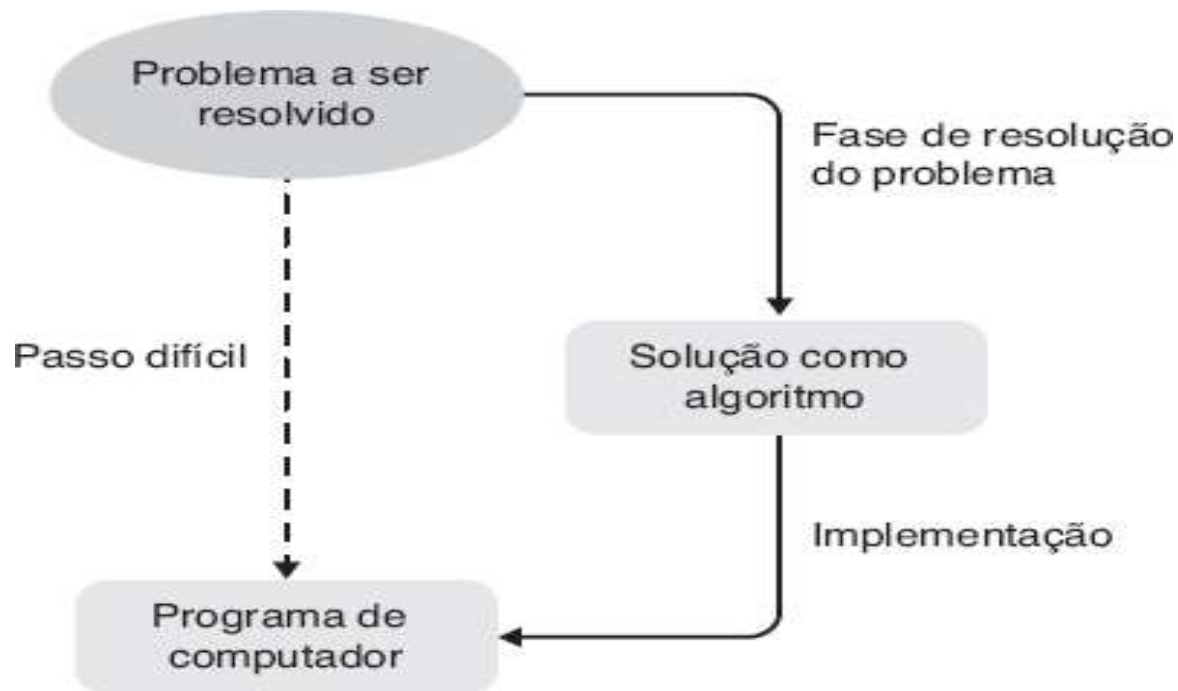 Problema a ser
resolvido
Fase de resolução
do problema
Passo difícil
Solução como
algoritmo
Implementação
Programa de
computador